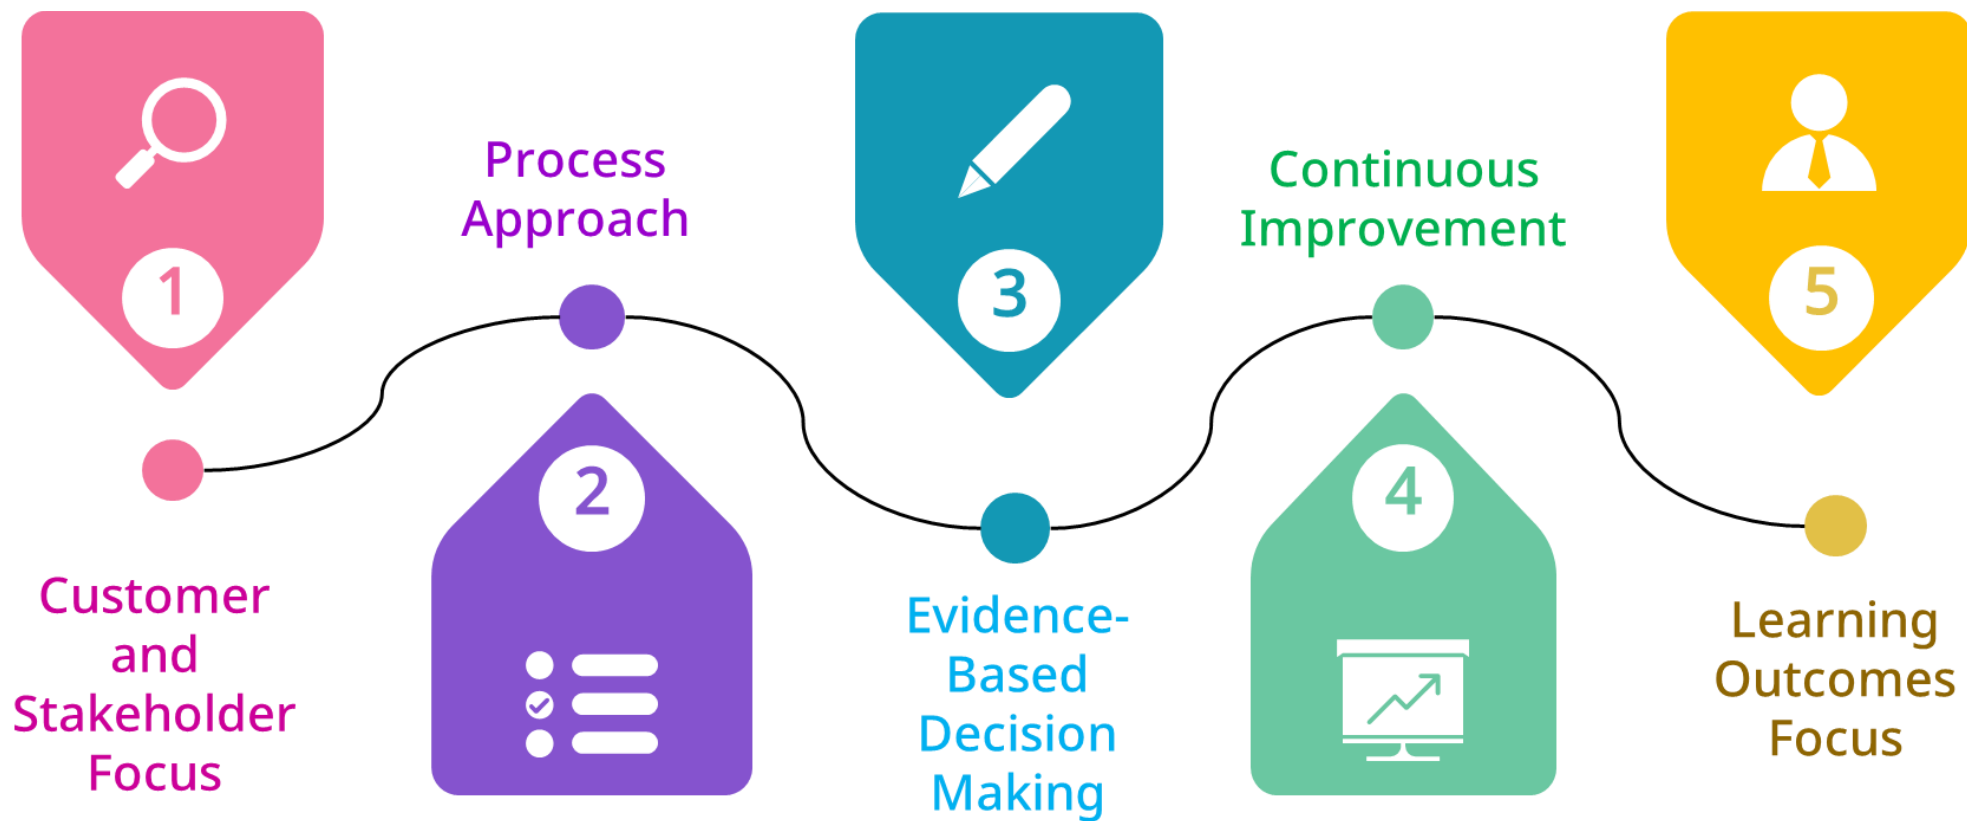 1
Customer
and
Stakeholder
Focus
Process
Approach
2
3
Evidence-
Based
Decision
Making
Continuous
Improvement
4
5
Learning
Outcomes
Focus